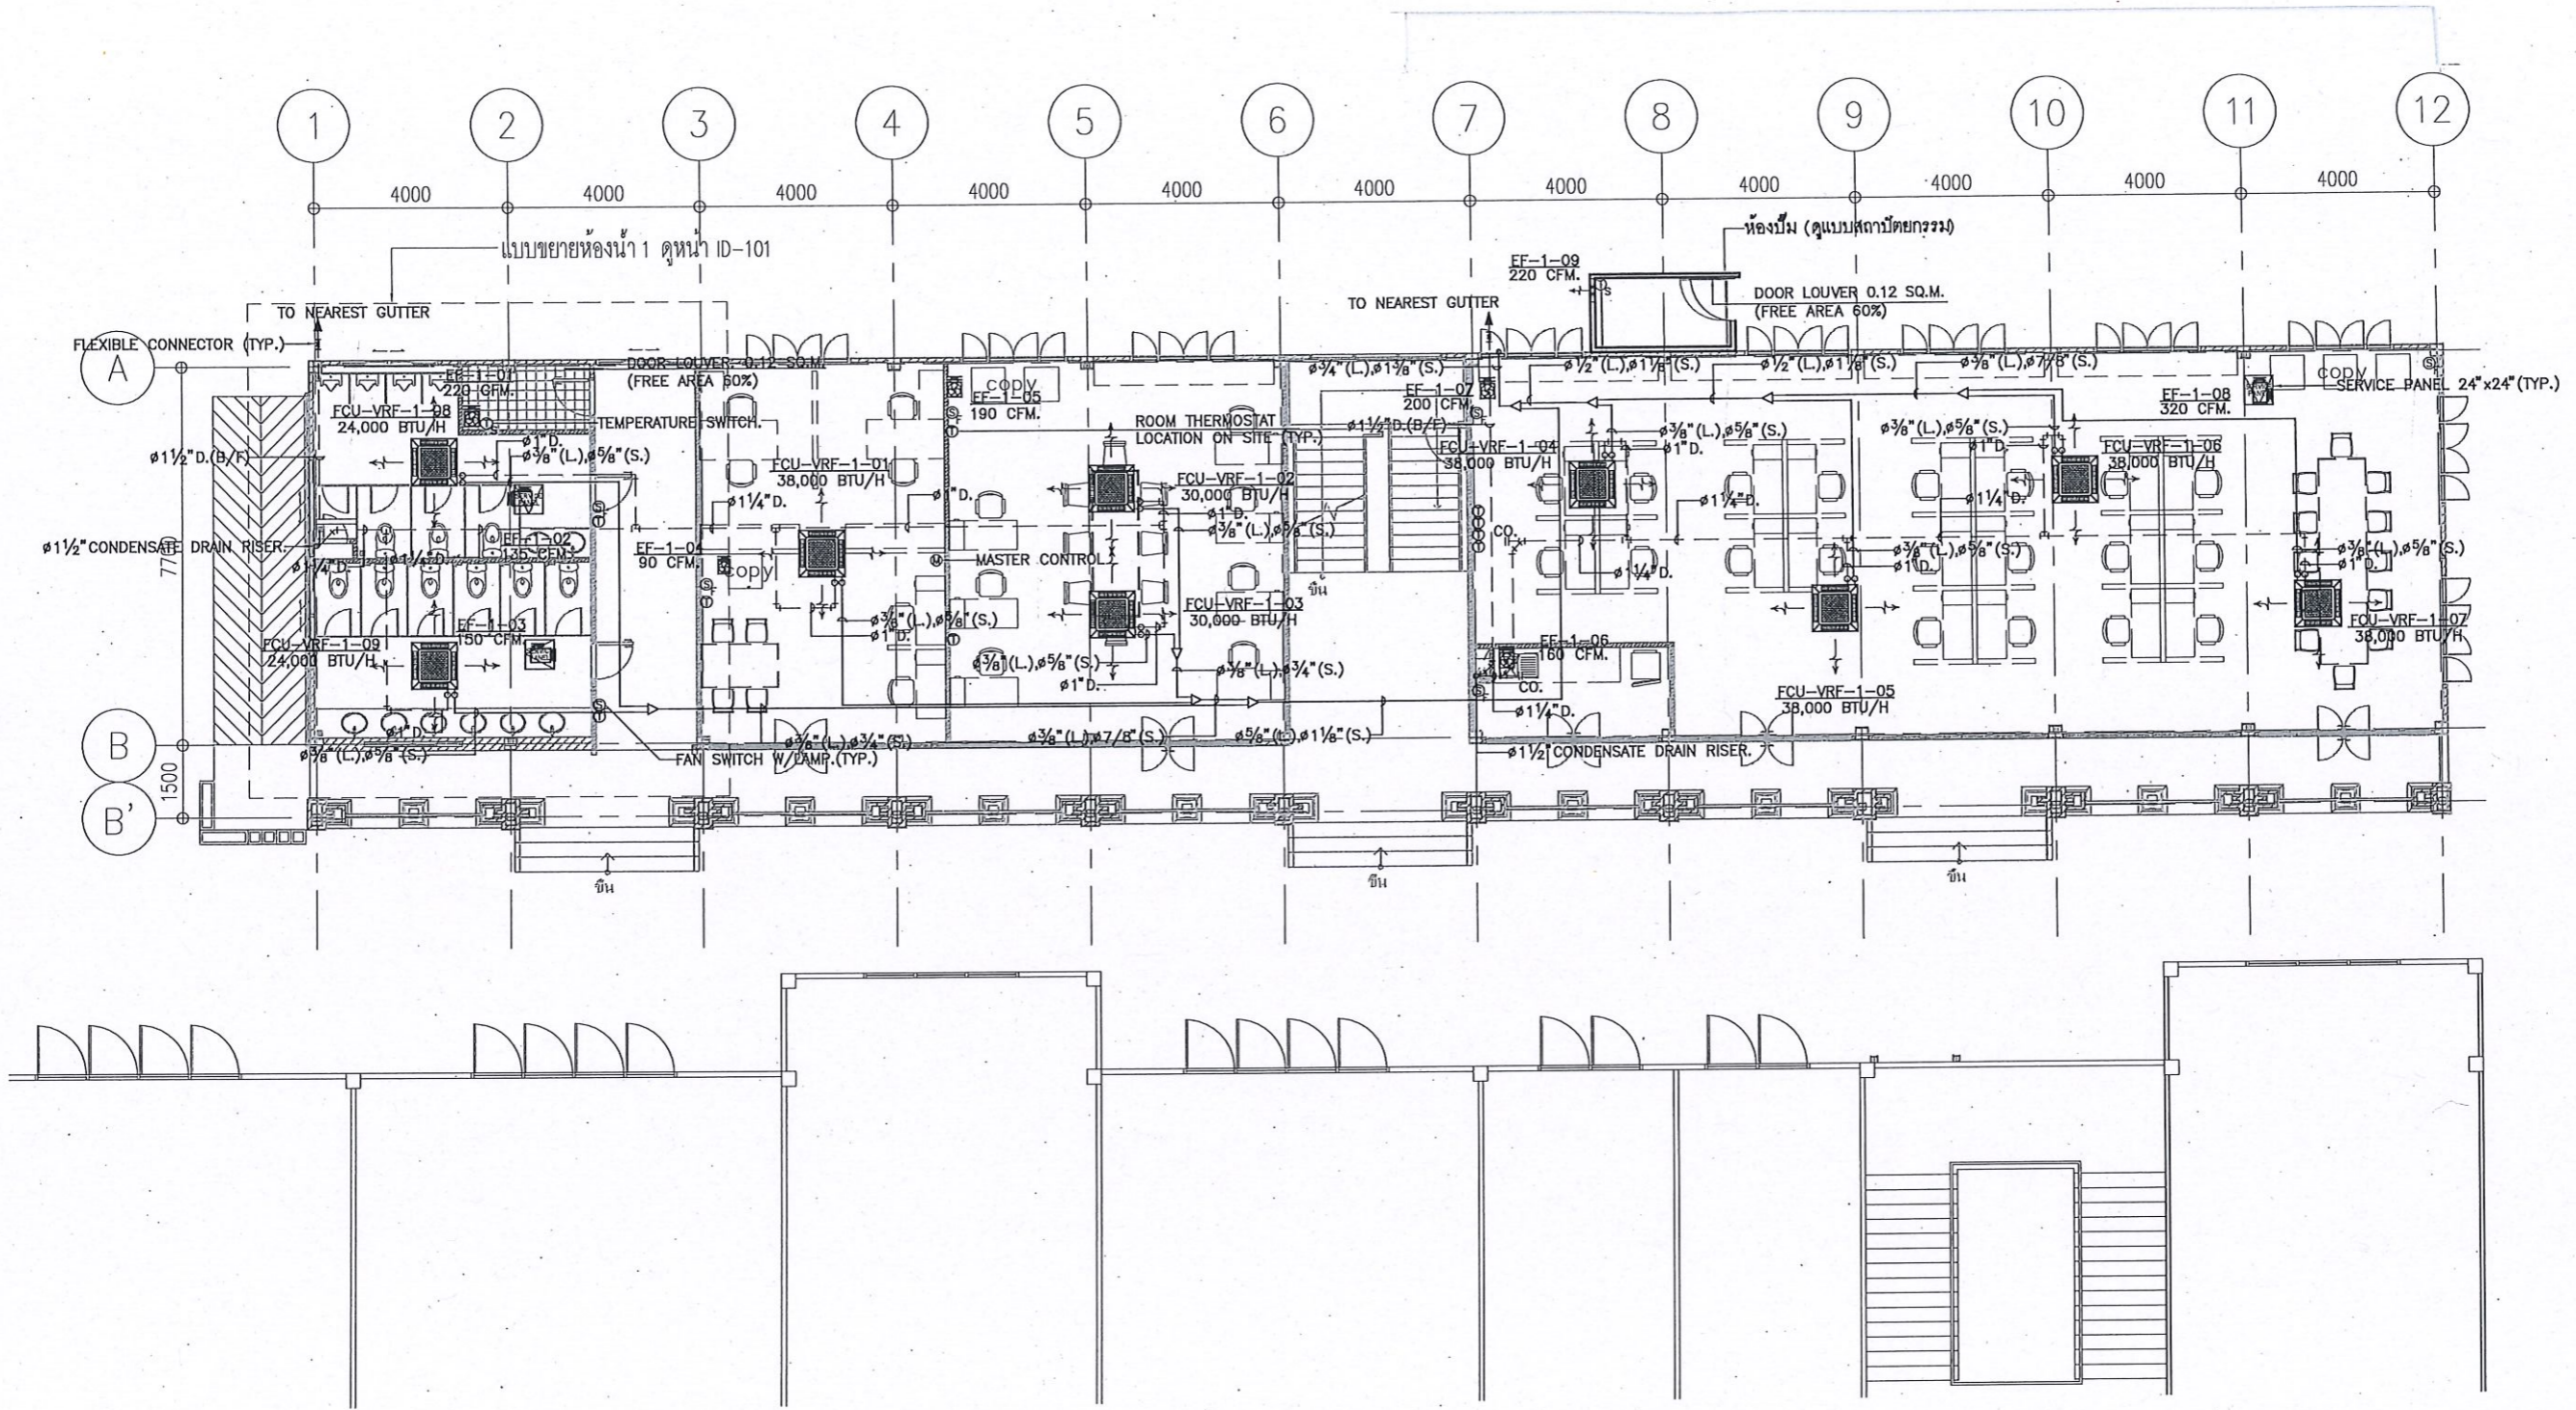 1
2
3
4
5
6
7
8
9
10
11
12
4000
4000
4000
4000
4000
4000
4000
4000
4000
4000
4000
แบบขยายห้องน้ำ 1 ดูหน้า ID-101
ห้องปั๊ม (ดูแบบสถาปัตยกรรม)
EF-1-09
220 CFM.
DOOR LOUVER 0.12 SQ.M.
(FREE AREA 60%)
TO NEAREST GUTTER
TO NEAREST GUTTER
FLEXIBLE CONNECTOR (TYP.)
A
DOOR LOUVER 0.12 SQ.M.
(FREE AREA 60%)
EF-1-01
220 CFM.
FCU-VRF-1-08
24,000 BTU/H
TEMPERATURE SWITCH.
copy
EF-1-05
190 CFM.
ROOM THERMOSTAT
LOCATION ON SITE (TYP.)
ø3/4"(L.),ø1 3/8"(S.)
EF-1-07
200 CFM.
ø1 1/2"D.(B/F)
ø1/2"(L.),ø1 1/8"(S.)
ø1/2"(L.),ø1 1/8"(S.)
ø3/8"(L.),ø7/8"(S.)
EF-1-08
320 CFM.
copy
SERVICE PANEL 24"x24"(TYP.)
ø1 1/2"D.(B/F)
ø1"D.
ø3/8"(L.),ø5/8"(S.)
FCU-VRF-1-01
38,000 BTU/H
ø1 1/4"D.
ø1"D.
FCU-VRF-1-02
30,000 BTU/H
ø1"D.
ø3/8"(L.),ø5/8"(S.)
FCU-VRF-1-04
38,000 BTU/H
ø3/8"(L.),ø5/8"(S.)
ø1"D.
ø1 1/4"D.
ø3/8"(L.),ø5/8"(S.)
ø1"D.
ø1 1/4"D.
FCU-VRF-1-06
38,000 BTU/H
ø1 1/2"CONDENSATE DRAIN RISER.
7700
EF-1-02
135 CFM.
ø1 1/4"D.
ø1 1/4"D.
EF-1-04
90 CFM.
copy
MASTER CONTROL
CO.
ø1 1/4"D.
ø3/8"(L.),ø5/8"(S.)
ø1"D.
ø3/8"(L.),ø5/8"(S.)
ø1"D.
ขึ้น
EF-1-03
150 CFM.
FCU-VRF-1-09
24,000 BTU/H
ø3/8"(L.),ø5/8"(S.)
ø1"D.
FCU-VRF-1-03
30,000 BTU/H
ø3/8"(L.),ø5/8"(S.)
ø1"D.
ø3/8"(L.),ø3/4"(S.)
EF-1-06
160 CFM.
CO.
ø1 1/4"D.
FCU-VRF-1-05
38,000 BTU/H
FCU-VRF-1-07
38,000 BTU/H
B
ø1"D.
ø3/8"(L.),ø5/8"(S.)
FAN SWITCH W/LAMP.(TYP.)
ø3/8"(L.),ø3/4"(S.)
ø3/8"(L.),ø7/8"(S.)
ø5/8"(L.),ø1 1/8"(S.)
ø1 1/2"CONDENSATE DRAIN RISER.
1500
B'
ขึ้น
ขึ้น
ขึ้น